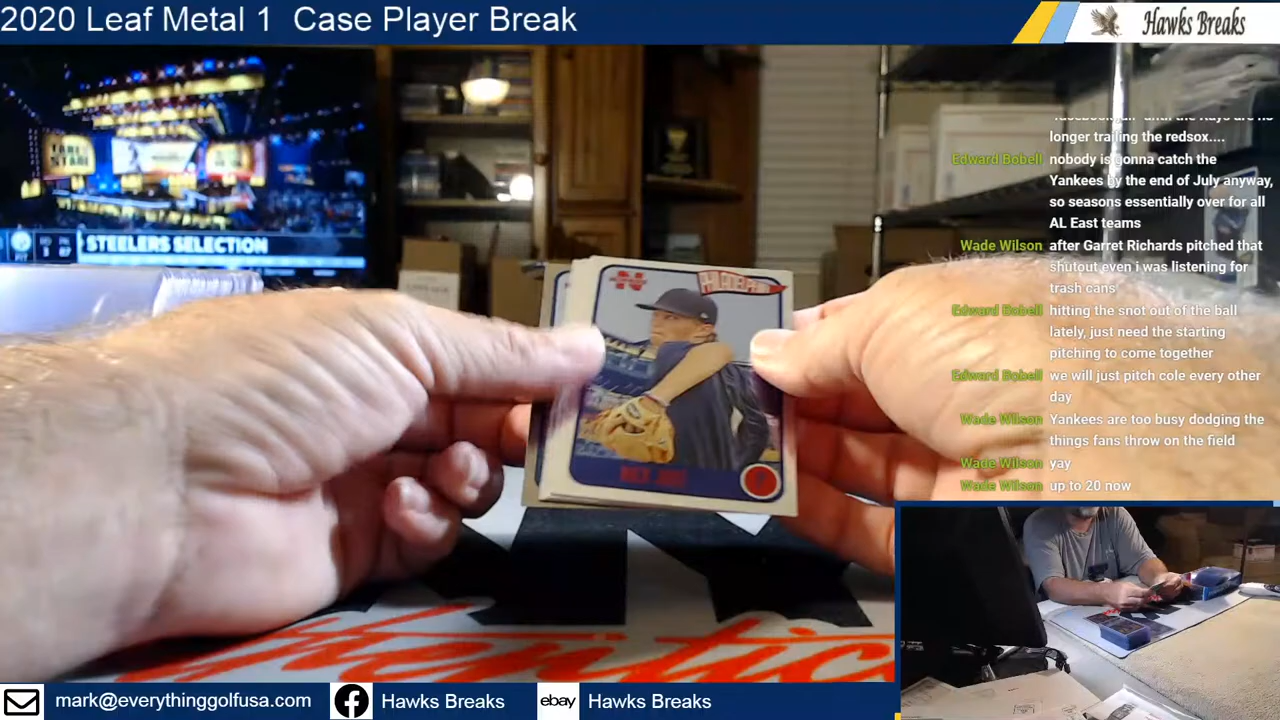 2020 Leaf Metal 1 Case Player Break
Hawks Breaks
TAKE THE STAGE
STEELERS SELECTION
PHILADELPHIA
N
longer trailing the redsox....
Edward Bobell nobody is gonna catch the
Yankees by the end of July anyway,
so seasons essentially over for all
AL East teams
Wade Wilson after Garret Richards pitched that
shutout even i was listening for
trash cans
Edward Bobell hitting the snot out of the ball
lately, just need the starting
pitching to come together
Edward Bobell we will just pitch cole every other
day
Wade Wilson Yankees are too busy dodging the
things fans throw on the field
Wade Wilson yay
Wade Wilson up to 20 now
mark@everythinggolfusa.com
Hawks Breaks
ebay Hawks Breaks